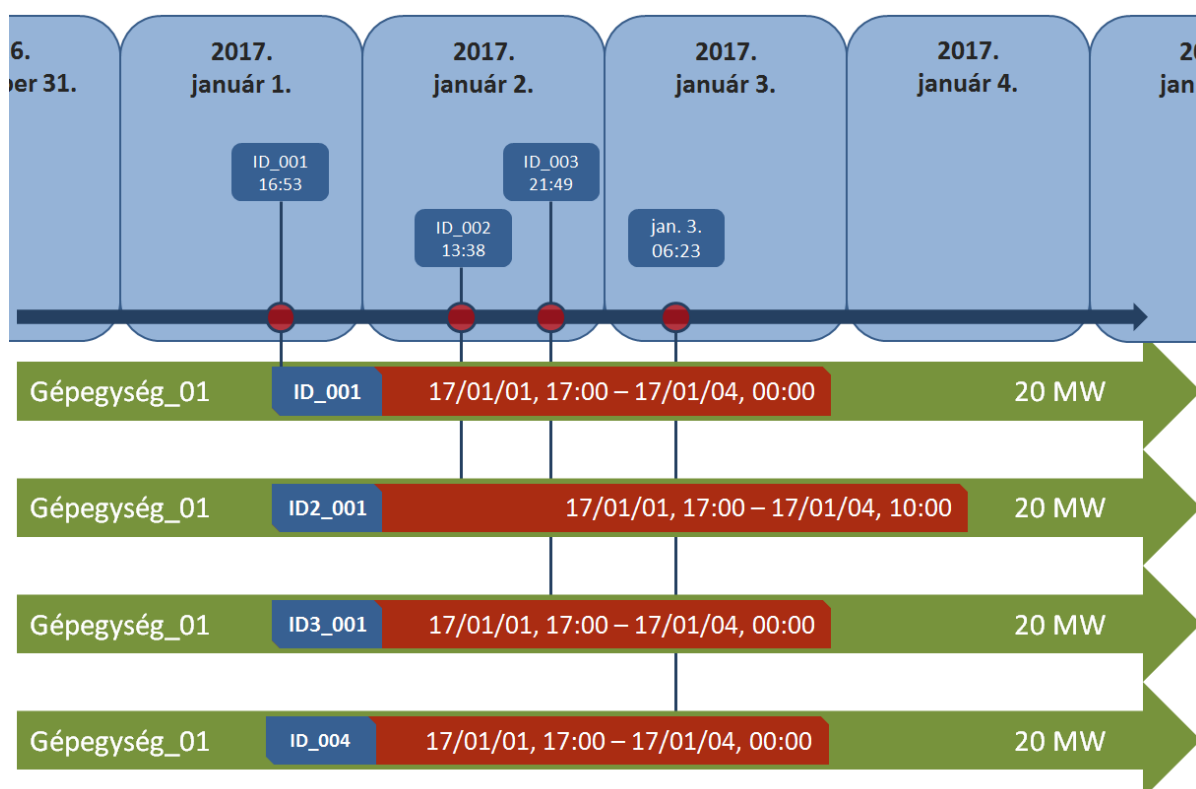 6.
ber 31.
2017.
január 1.
2017.
január 2.
2017.
január 3.
2017.
január 4.
20
jan
ID_001
16:53
ID_003
21:49
ID_002
13:38
jan. 3.
06:23
Gépegység_01 ID_001 17/01/01, 17:00 – 17/01/04, 00:00 20 MW
Gépegység_01 ID2_001 17/01/01, 17:00 – 17/01/04, 10:00 20 MW
Gépegység_01 ID3_001 17/01/01, 17:00 – 17/01/04, 00:00 20 MW
Gépegység_01 ID_004 17/01/01, 17:00 – 17/01/04, 00:00 20 MW